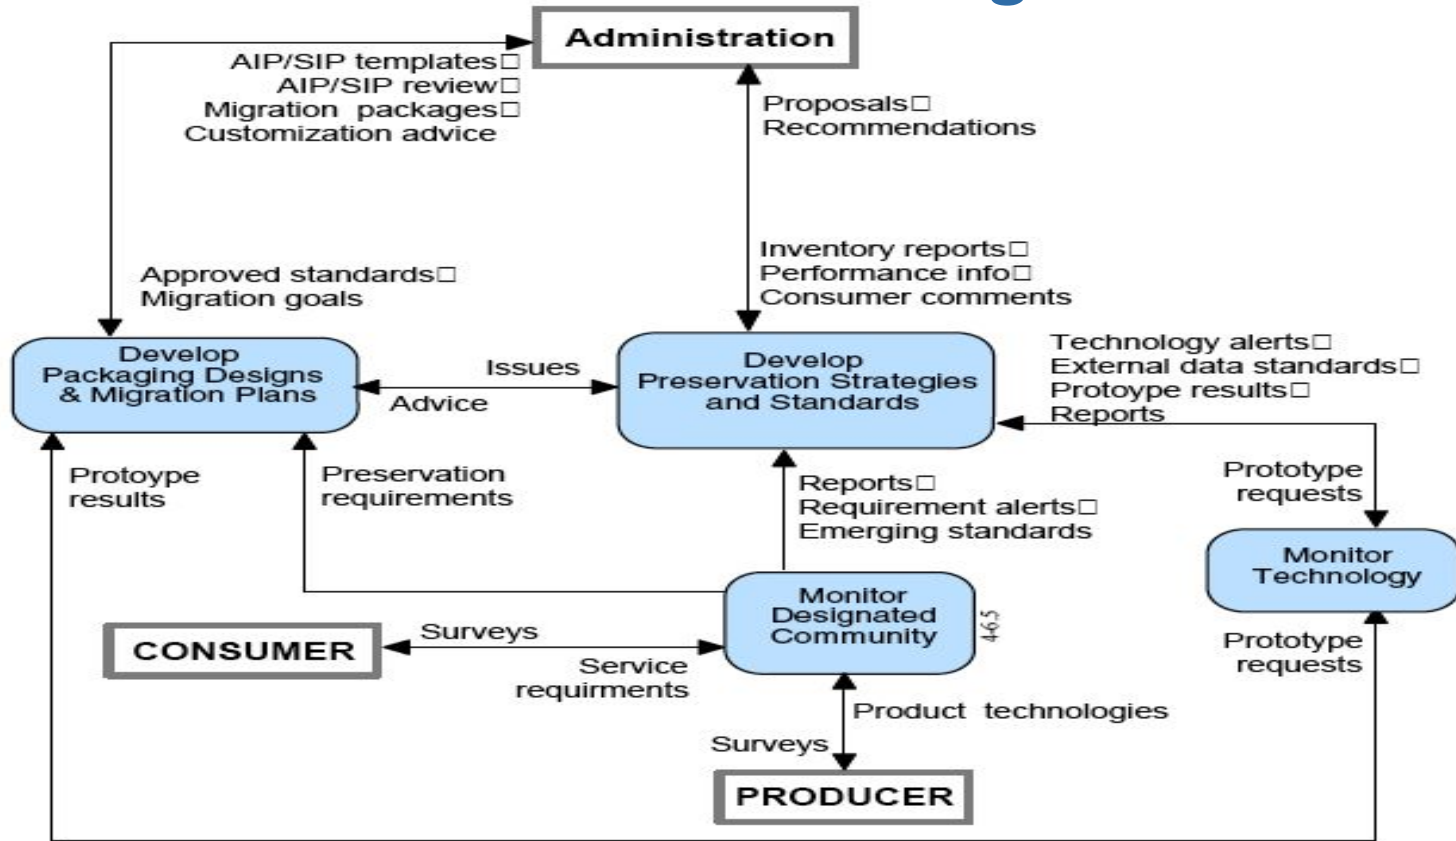 Administration
AIP/SIP templates□
AIP/SIP review□
Migration packages□
Customization advice
Proposals□
Recommendations
Approved standards□
Migration goals
Inventory reports□
Performance info□
Consumer comments
Develop
Packaging Designs
& Migration Plans
Issues
Advice
Develop
Preservation Strategies
and Standards
Technology alerts□
External data standards□
Protoype results□
Reports
Protoype
results
Preservation
requirements
Reports□
Requirement alerts□
Emerging standards
Prototype
requests
Monitor
Technology
Monitor
Designated
Community
4-6.5
CONSUMER
Surveys
Service
requirments
Prototype
requests
Product technologies
Surveys
PRODUCER